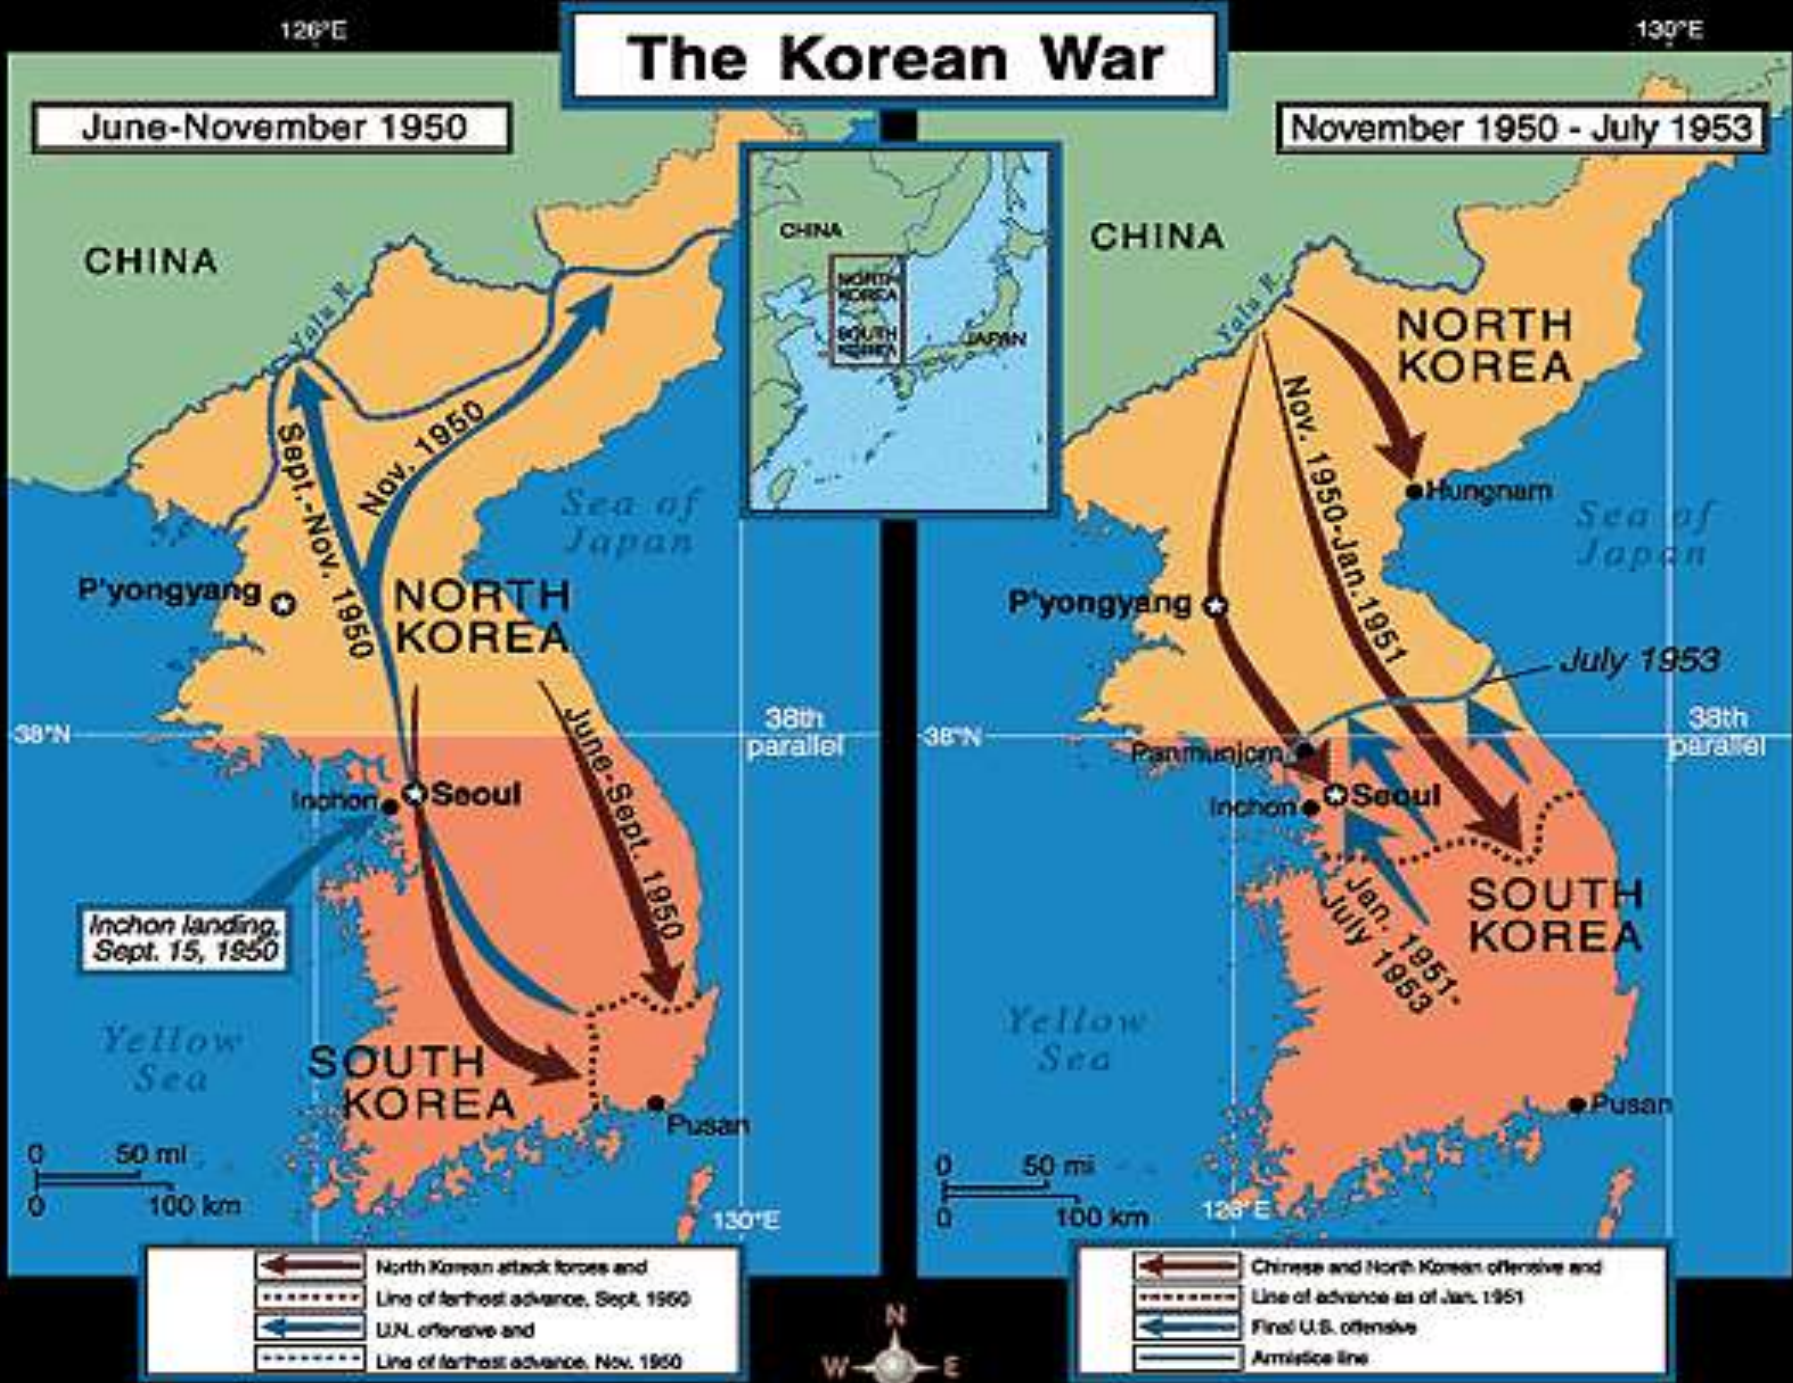 The Korean War
126°E
130°E
June-November 1950
November 1950 - July 1953
CHINA
Yalu R.
Sept.-Nov. 1950
Nov. 1950
Sea of
Japan
P'yongyang
NORTH
KOREA
38°N
38th
parallel
June-Sept. 1950
Inchon
Seoul
Inchon landing,
Sept. 15, 1950
Yellow
Sea
SOUTH
KOREA
Pusan
0 50 mi
0 100 km
130°E
CHINA
NORTH
KOREA
SOUTH
KOREA
JAPAN
CHINA
Yalu R.
NORTH
KOREA
Nov. 1950-Jan. 1951
Hungnam
Sea of
Japan
P'yongyang
July 1953
38°N
38th
parallel
Panmunjom
Inchon
Seoul
SOUTH
KOREA
Jan. 1951-
July 1953
Yellow
Sea
Pusan
0 50 mi
0 100 km
126°E
North Korean attack forces and
Line of farthest advance, Sept. 1950
U.N. offensive and
Line of farthest advance, Nov. 1950
N
W E
Chinese and North Korean offensive and
Line of advance as of Jan. 1951
Final U.S. offensive
Armistice line